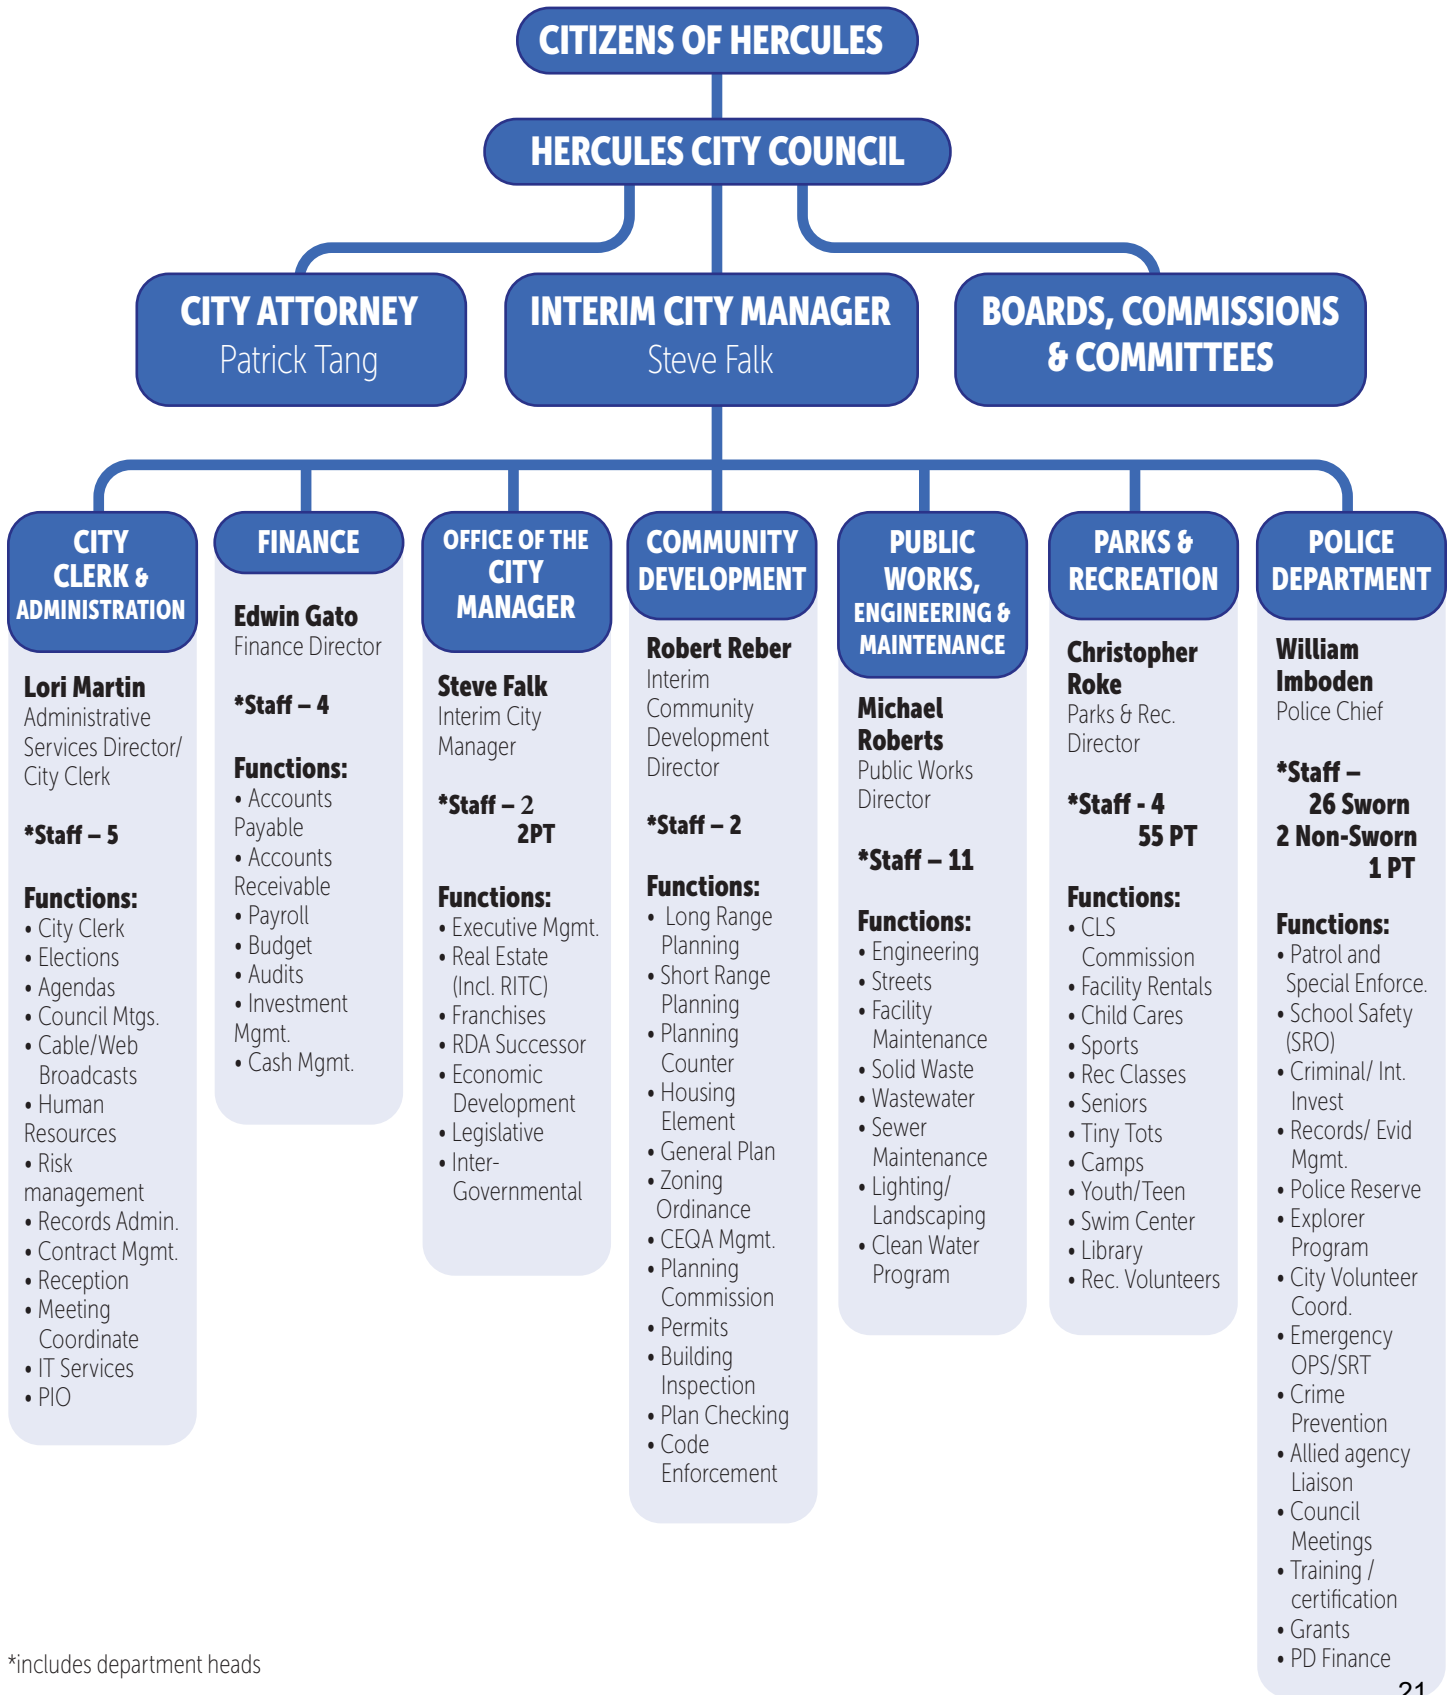 CITIZENS OF HERCULES
HERCULES CITY COUNCIL
CITY ATTORNEY
Patrick Tang
INTERIM CITY MANAGER
Steve Falk
BOARDS, COMMISSIONS
& COMMITTEES
CITY
CLERK &
ADMINISTRATION
Lori Martin
Administrative
Services Director/
City Clerk
*Staff – 5
Functions:
• City Clerk
• Elections
• Agendas
• Council Mtgs.
• Cable/Web
Broadcasts
• Human
Resources
• Risk
management
• Records Admin.
• Contract Mgmt.
• Reception
• Meeting
Coordinate
• IT Services
• PIO
FINANCE
Edwin Gato
Finance Director
*Staff – 4
Functions:
• Accounts
Payable
• Accounts
Receivable
• Payroll
• Budget
• Audits
• Investment
Mgmt.
• Cash Mgmt.
OFFICE OF THE
CITY
MANAGER
Steve Falk
Interim City
Manager
*Staff – 2
2PT
Functions:
• Executive Mgmt.
• Real Estate
(Incl. RITC)
• Franchises
• RDA Successor
• Economic
Development
• Legislative
• Inter-
Governmental
COMMUNITY
DEVELOPMENT
Robert Reber
Interim
Community
Development
Director
*Staff – 2
Functions:
• Long Range
Planning
• Short Range
Planning
• Planning
Counter
• Housing
Element
• General Plan
• Zoning
Ordinance
• CEQA Mgmt.
• Planning
Commission
• Permits
• Building
Inspection
• Plan Checking
• Code
Enforcement
PUBLIC
WORKS,
ENGINEERING &
MAINTENANCE
Michael
Roberts
Public Works
Director
*Staff – 11
Functions:
• Engineering
• Streets
• Facility
Maintenance
• Solid Waste
• Wastewater
• Sewer
Maintenance
• Lighting/
Landscaping
• Clean Water
Program
PARKS &
RECREATION
Christopher
Roke
Parks & Rec.
Director
*Staff - 4
55 PT
Functions:
• CLS
Commission
• Facility Rentals
• Child Cares
• Sports
• Rec Classes
• Seniors
• Tiny Tots
• Camps
• Youth/Teen
• Swim Center
• Library
• Rec. Volunteers
POLICE
DEPARTMENT
William
Imboden
Police Chief
*Staff –
26 Sworn
2 Non-Sworn
1 PT
Functions:
• Patrol and
Special Enforce.
• School Safety
(SRO)
• Criminal/ Int.
Invest
• Records/ Evid
Mgmt.
• Police Reserve
• Explorer
Program
• City Volunteer
Coord.
• Emergency
OPS/SRT
• Crime
Prevention
• Allied agency
Liaison
• Council
Meetings
• Training /
certification
• Grants
• PD Finance
*includes department heads
21